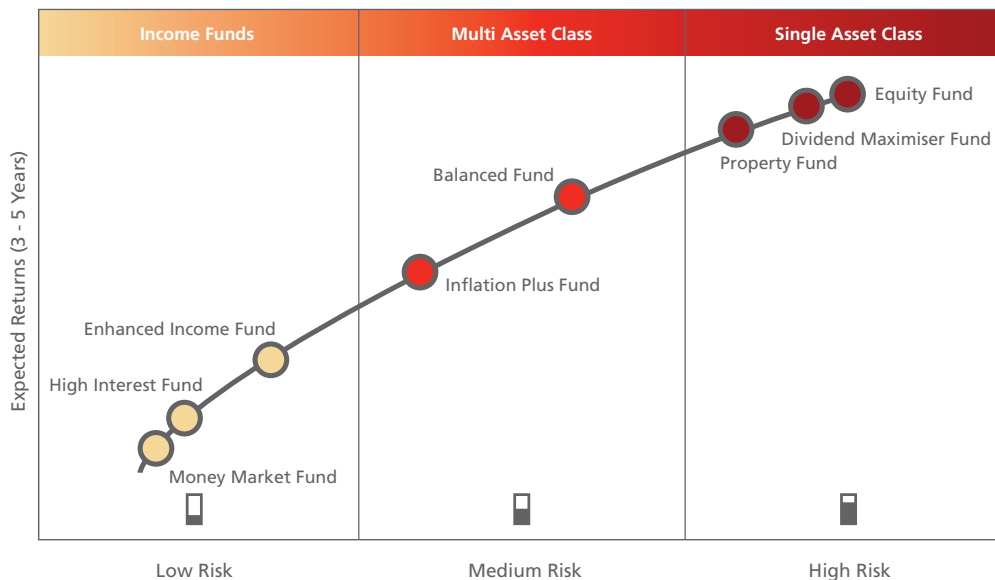 Income Funds
Multi Asset Class
Single Asset Class
Expected Returns (3 - 5 Years)
Equity Fund
Dividend Maximiser Fund
Property Fund
Balanced Fund
Inflation Plus Fund
Enhanced Income Fund
High Interest Fund
Money Market Fund
Low Risk
Medium Risk
High Risk